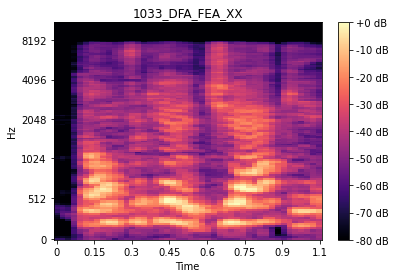 1033_DFA_FEA_XX
+0 dB
8192
-10 dB
4096
-20 dB
-30 dB
2048
Hz
-40 dB
1024
-50 dB
512
-60 dB
-70 dB
0
-80 dB
0 0.15 0.3 0.45 0.6 0.75 0.9 1.1
Time